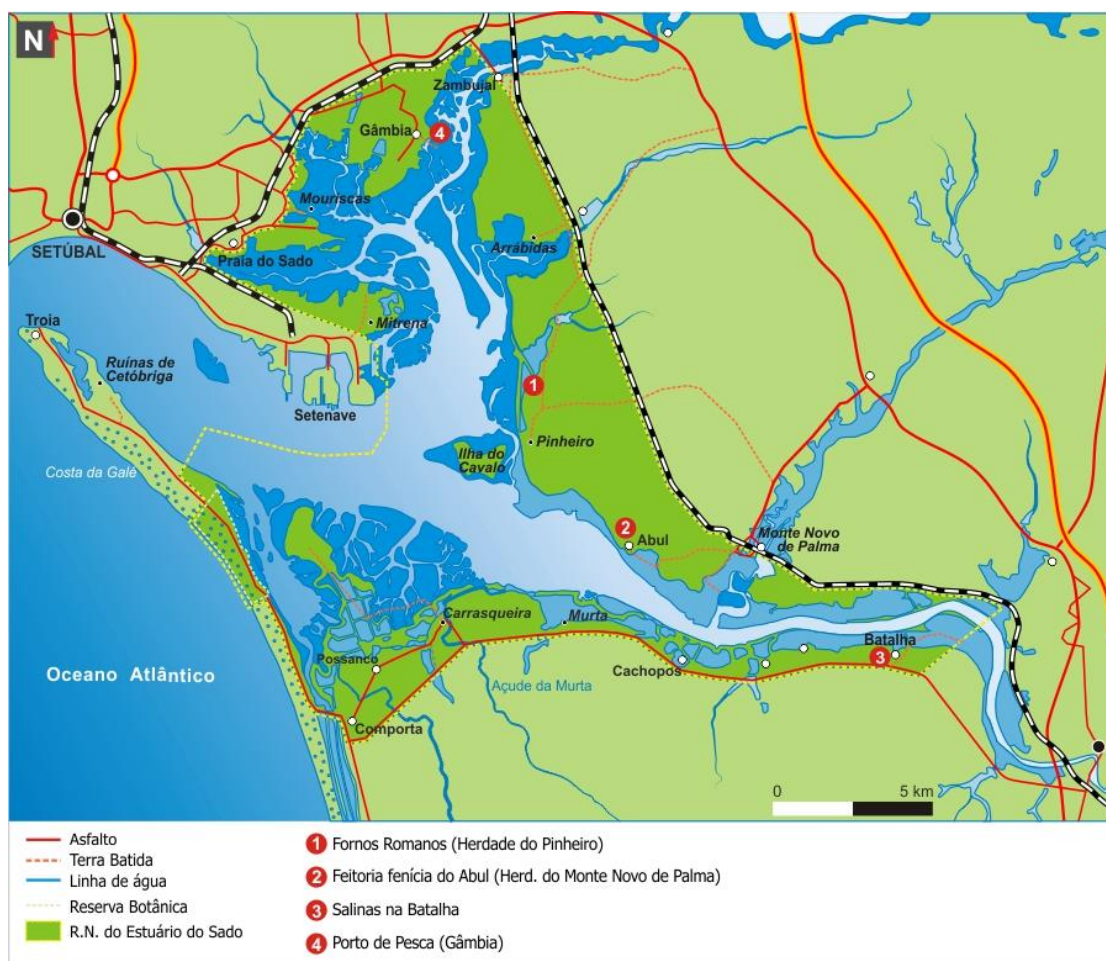 N
Zambujal
Gâmbia
4
Mouriscas
SETÚBAL
Praia do Sado
Arrábidas
Troia
Mitrena
Ruínas de
Cetóbriga
Setenave
1
Pinheiro
Ilha do
Cavalo
Costa da Galé
2
Abul
Monte Novo
de Palma
Carrasqueira
Murta
Batalha
3
Possanco
Cachopos
Oceano Atlântico
Açude da Murta
Comporta
0 5 km
Asfalto
Terra Batida
Linha de água
Reserva Botânica
R.N. do Estuário do Sado
1 Fornos Romanos (Herdade do Pinheiro)
2 Feitoria fenícia do Abul (Herd. do Monte Novo de Palma)
3 Salinas na Batalha
4 Porto de Pesca (Gâmbia)